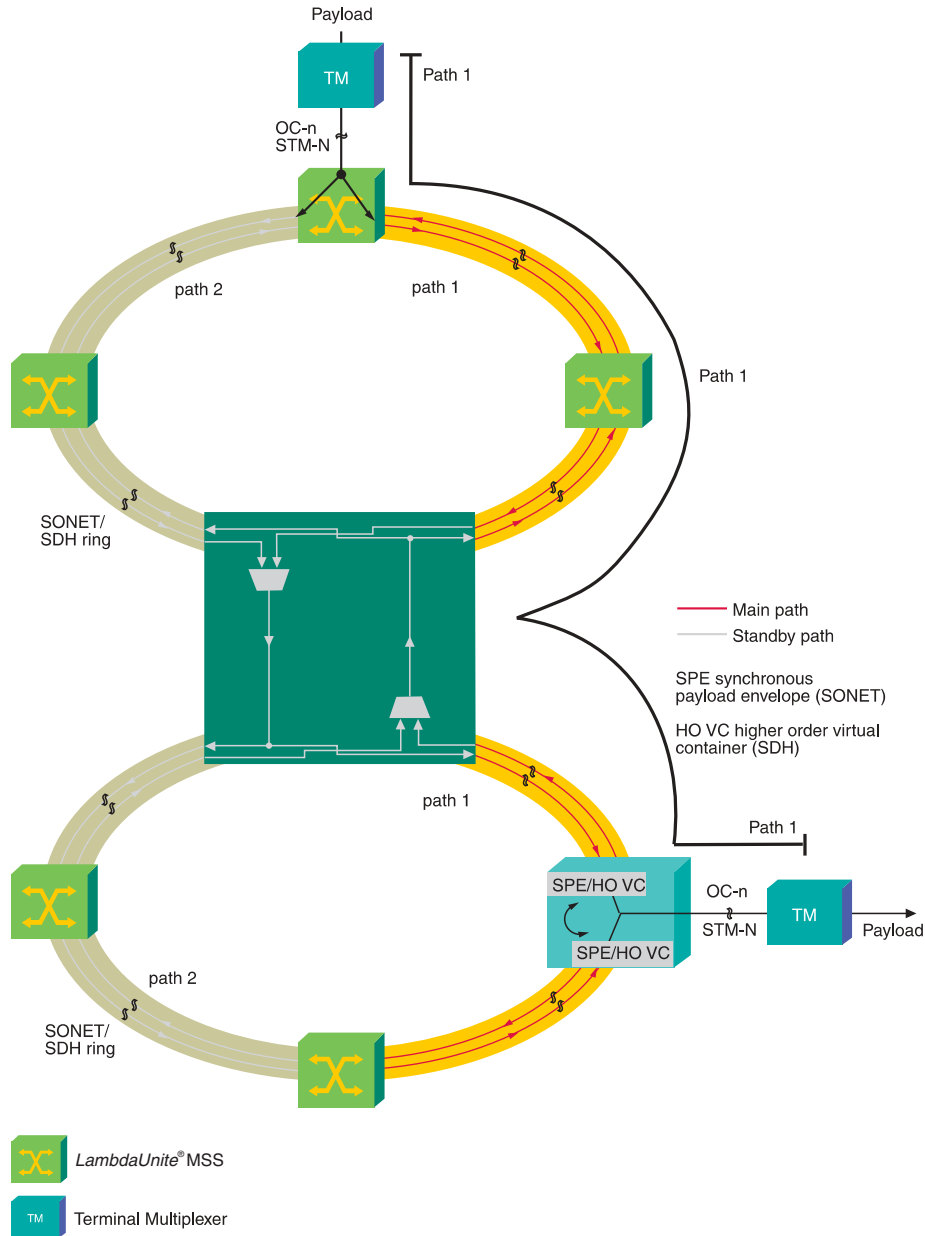 Payload
TM
Path 1
OC-n
STM-N
path 2
path 1
Path 1
SONET/
SDH ring
Main path
Standby path
SPE synchronous
payload envelope (SONET)
HO VC higher order virtual
container (SDH)
path 1
Path 1
SPE/HO VC
OC-n
STM-N
TM
Payload
SPE/HO VC
path 2
SONET/
SDH ring
LambdaUnite® MSS
TM
Terminal Multiplexer